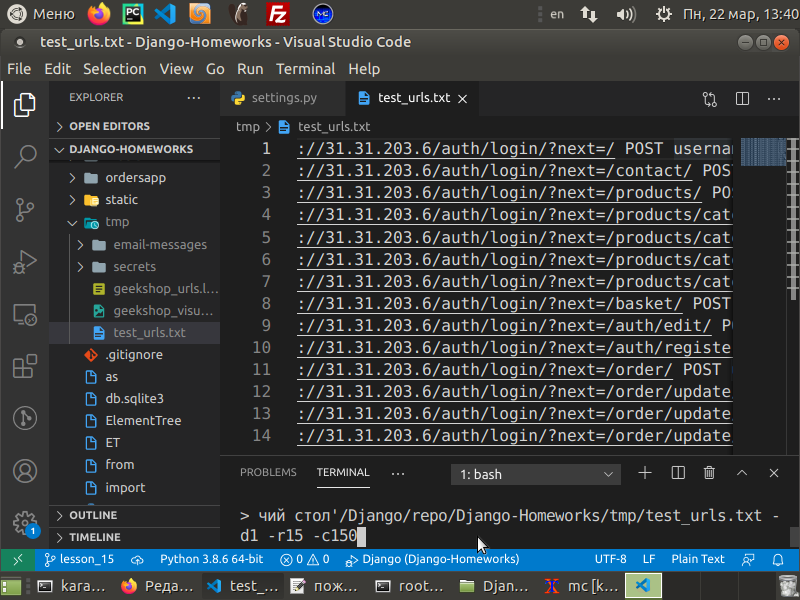 Меню en Пн, 22 мар, 13:40
test_urls.txt - Django-Homeworks - Visual Studio Code
File Edit Selection View Go Run Terminal Help
EXPLORER ... settings.py test_urls.txt
OPEN EDITORS
tmp > test_urls.txt
DJANGO-HOMEWORKS
ordersapp
static
tmp
email-messages
secrets
geekshop_urls.l...
geekshop_visu...
test_urls.txt
.gitignore
as
db.sqlite3
ElementTree
ET
from
import
OUTLINE
TIMELINE
1 ://31.31.203.6/auth/login/?next=/ POST userna
2 ://31.31.203.6/auth/login/?next=/contact/ POS
3 ://31.31.203.6/auth/login/?next=/products/ PO
4 ://31.31.203.6/auth/login/?next=/products/cat
5 ://31.31.203.6/auth/login/?next=/products/cat
6 ://31.31.203.6/auth/login/?next=/products/cat
7 ://31.31.203.6/auth/login/?next=/products/cat
8 ://31.31.203.6/auth/login/?next=/basket/ POST
9 ://31.31.203.6/auth/login/?next=/auth/edit/ P
10 ://31.31.203.6/auth/login/?next=/auth/registe
11 ://31.31.203.6/auth/login/?next=/order/ POST
12 ://31.31.203.6/auth/login/?next=/order/update
13 ://31.31.203.6/auth/login/?next=/order/update
14 ://31.31.203.6/auth/login/?next=/order/update
PROBLEMS TERMINAL ... 1: bash
> чий стол'/Django/repo/Django-Homeworks/tmp/test_urls.txt -
d1 -r15 -c150
1
lesson_15 Python 3.8.6 64-bit 0 0 Django (Django-Homeworks) UTF-8 LF Plain Text
kara... Реда... test_... пож... root... Djan... mc [k...